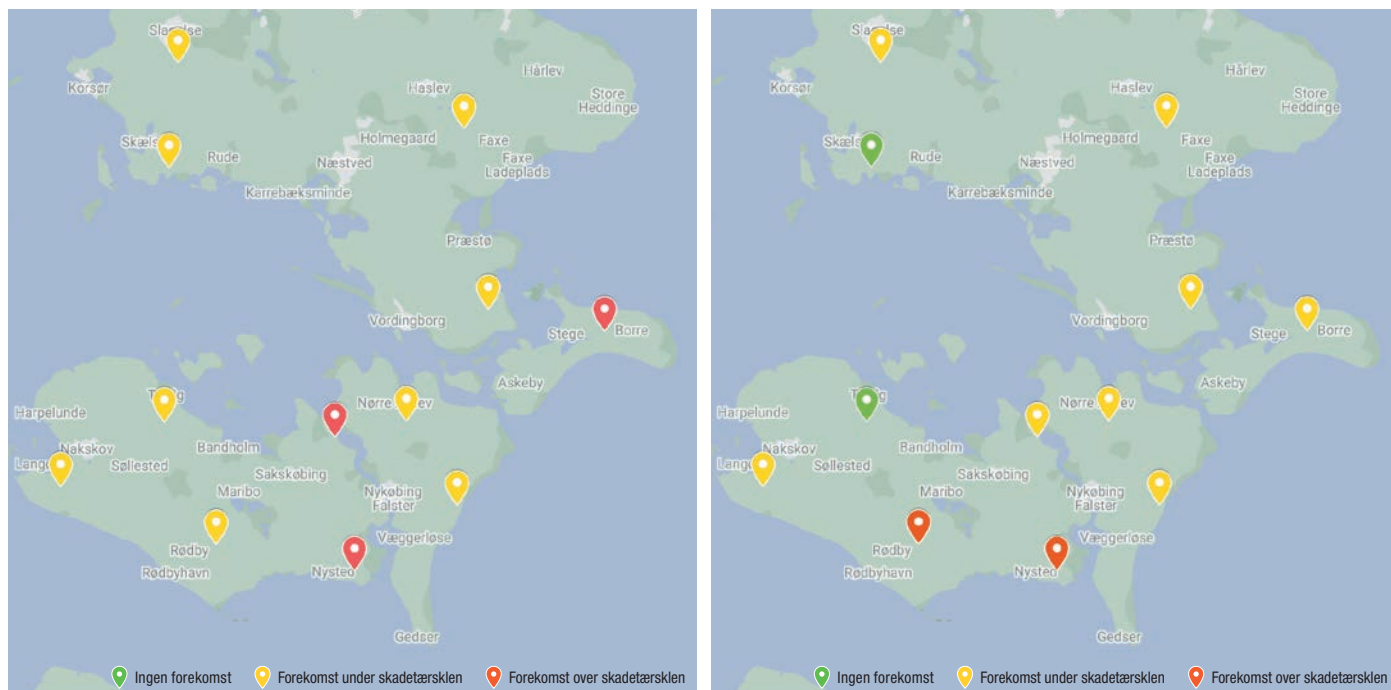 Hårlev
Korsør
Haslev
Store
Heddinge
Holmegaard
Faxe
Rude
Næstved
Faxe
Ladeplads
Karrebæksminde
Præstø
Vordingborg
Stege
Borre
Askeby
Harpelunde
Nakskov
Bandholm
Søllested
Sakskøbing
Maribo
Nykøbing
Falster
Væggerløse
Rødby
Rødbyhavn
Nysted
Gedser
Ingen forekomst
Forekomst under skadetærsklen
Forekomst over skadetærsklen
Hårlev
Korsør
Haslev
Store
Heddinge
Holmegaard
Faxe
Rude
Næstved
Faxe
Ladeplads
Karrebæksminde
Præstø
Vordingborg
Stege
Borre
Askeby
Harpelunde
Nakskov
Bandholm
Søllested
Sakskøbing
Maribo
Nykøbing
Falster
Væggerløse
Rødby
Rødbyhavn
Nysted
Gedser
Ingen forekomst
Forekomst under skadetærsklen
Forekomst over skadetærsklen